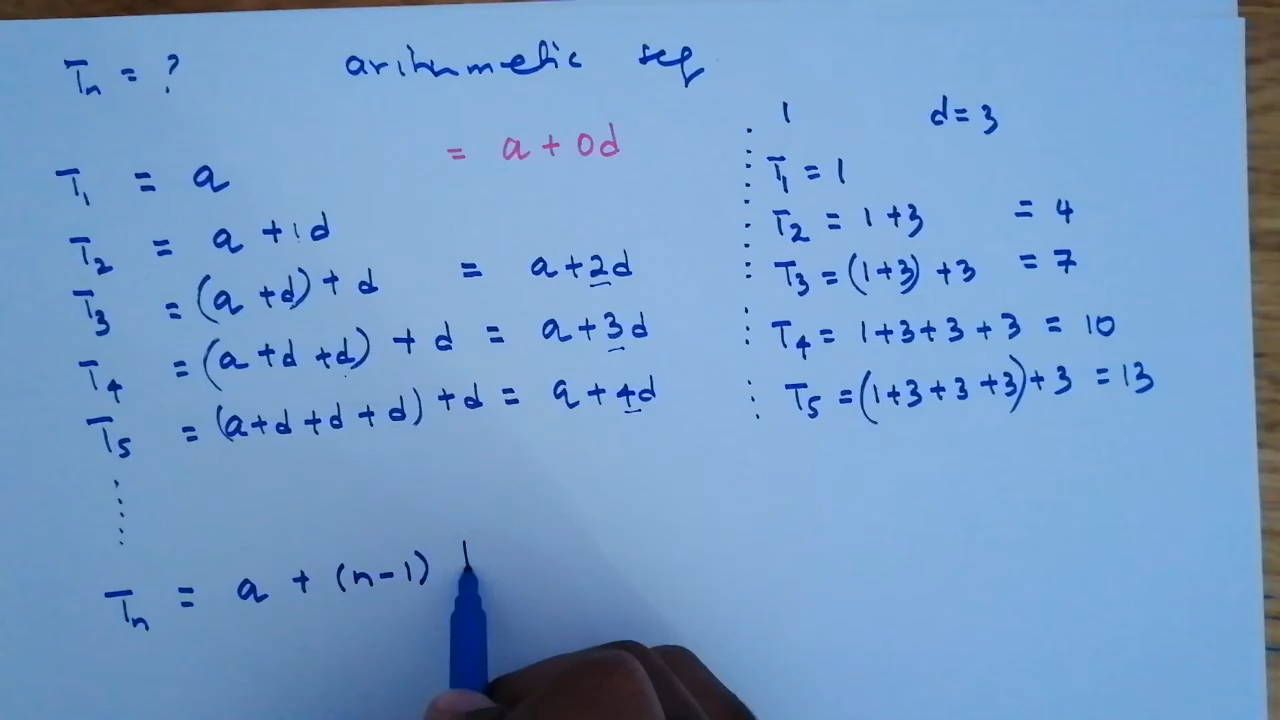 Tn = ? arithmetic seq
= a + 0d
T1 = a
T2 = a + 1d
T3 = (a + d) + d = a + 2d
T4 = (a + d + d) + d = a + 3d
T5 = (a + d + d + d) + d = a + 4d
Tn = a + (n - 1)
1 d = 3
T1 = 1
T2 = 1 + 3 = 4
T3 = (1 + 3) + 3 = 7
T4 = 1 + 3 + 3 + 3 = 10
T5 = (1 + 3 + 3 + 3) + 3 = 13